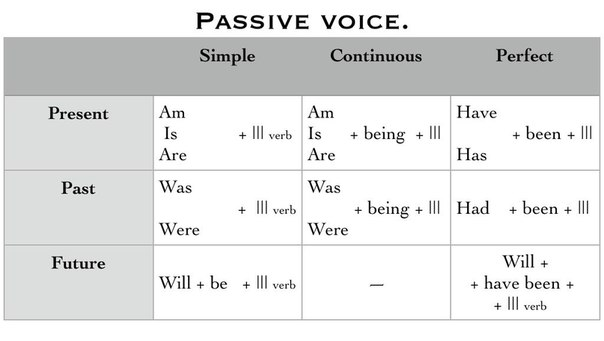 PASSIVE VOICE.
Simple Continuous Perfect
Present
Am
Is + III verb
Are
Am
Is + being + III
Are
Have
+ been + III
Has
Past
Was
+ III verb
Were
Was
+ being + III
Were
Had + been + III
Future
Will + be + III verb
—
Will +
+ have been +
+ III verb